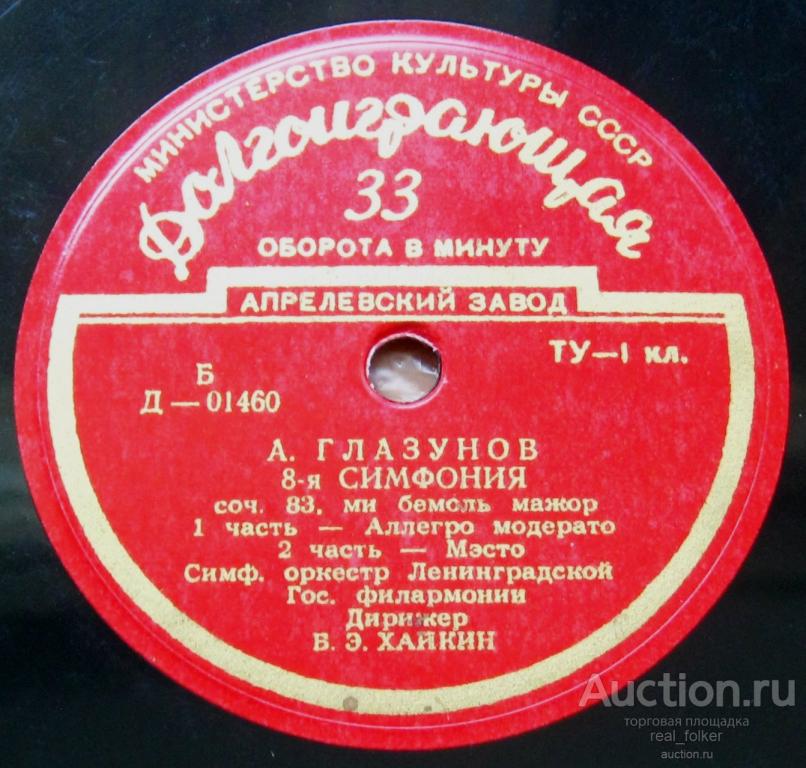 МИНИСТЕРСТВО КУЛЬТУРЫ СССР
Долгоиграющая
33
ОБОРОТА В МИНУТУ
АПРЕЛЕВСКИЙ ЗАВОД
ТУ—I кл.
Б
Д — 01460
А. ГЛАЗУНОВ
8-я СИМФОНИЯ
соч. 83, ми бемоль мажор
1 часть — Аллегро модерато
2 часть — Мэсто
Симф. оркестр Ленинградской
Гос. филармонии
Дирижер
Б. Э. ХАЙКИН
Auction.ru
торговая площадка
real_folker
auction.ru